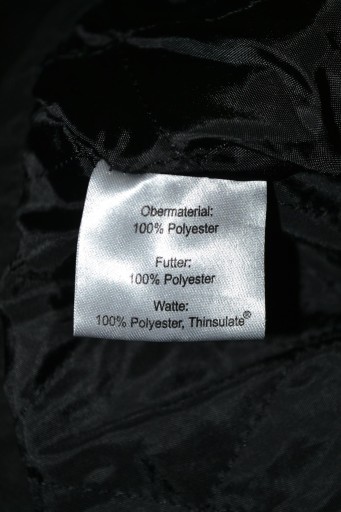 Obermaterial:
100% Polyester
Futter:
100% Polyester
Watte:
100% Polyester, Thinsulate®